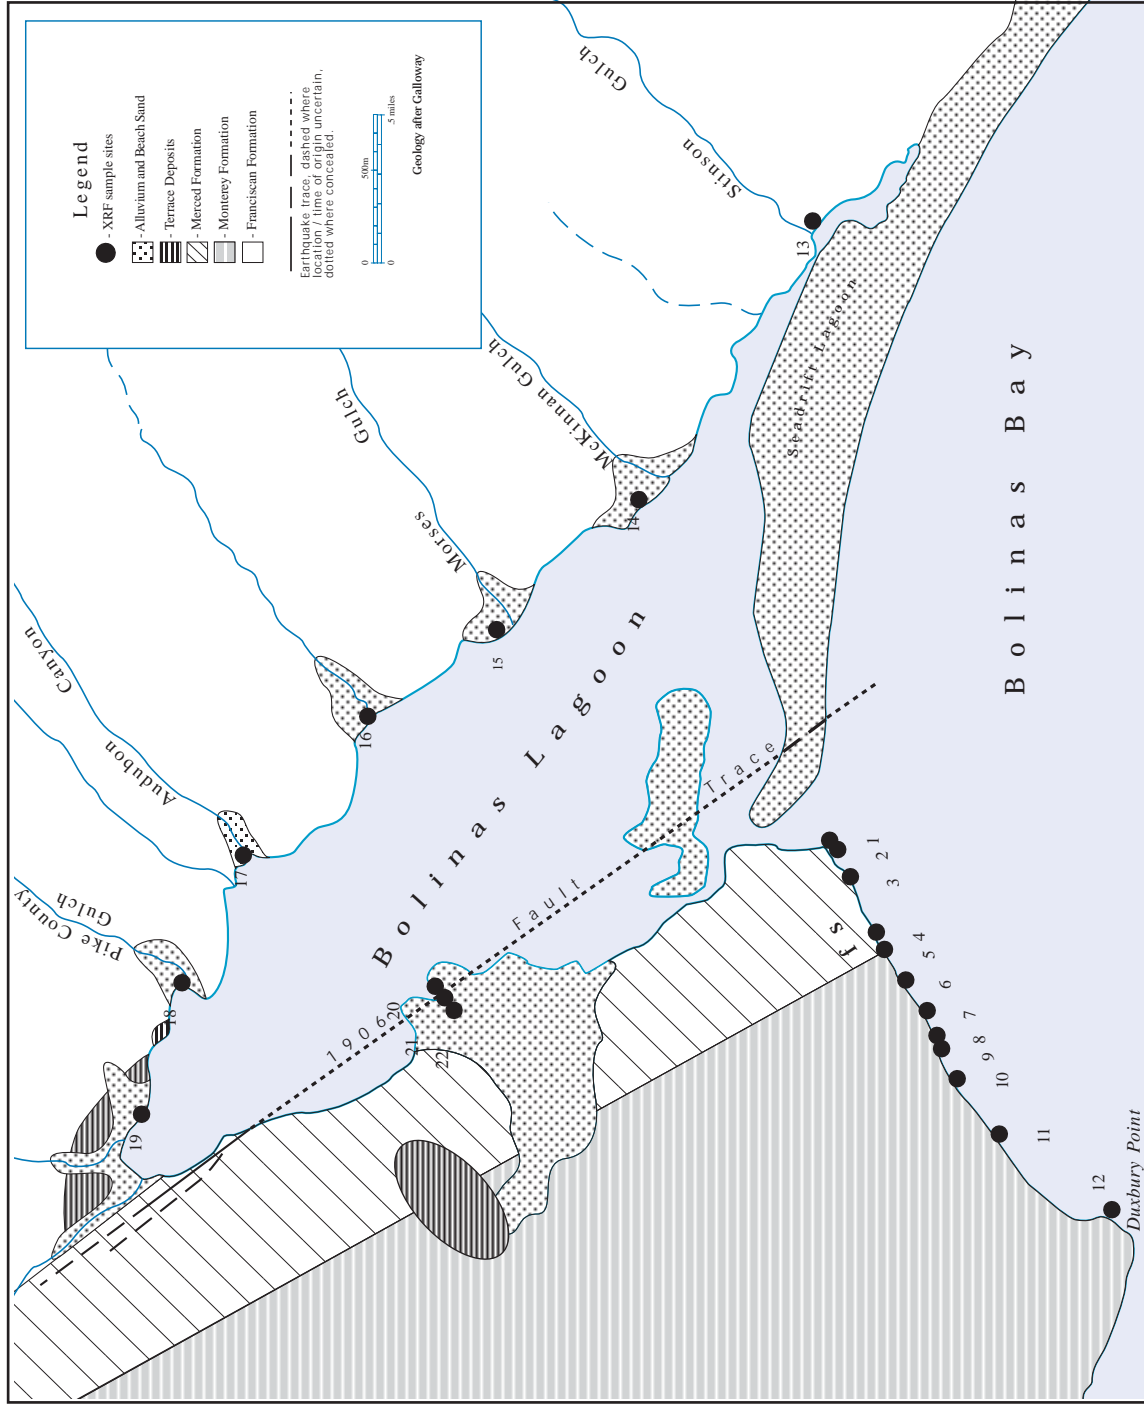 Legend
- XRF sample sites
- Alluvium and Beach Sand
- Terrace Deposits
- Merced Formation
- Monterey Formation
- Franciscan Formation
Earthquake trace, dashed where
location / time of origin uncertain,
dotted where concealed.
0
500m
0
.5 miles
Geology after Galloway
Stinson
Gulch
McKinnan Gulch
Morses
Gulch
Audubon
Canyon
Pike County
Gulch
Bolinas Lagoon
Seadrift Lagoon
Bolinas Bay
1906
Fault
Trace
fs
Duxbury Point
1
2
3
4
5
6
7
8
9
10
11
12
13
14
15
16
17
18
19
20
21
22